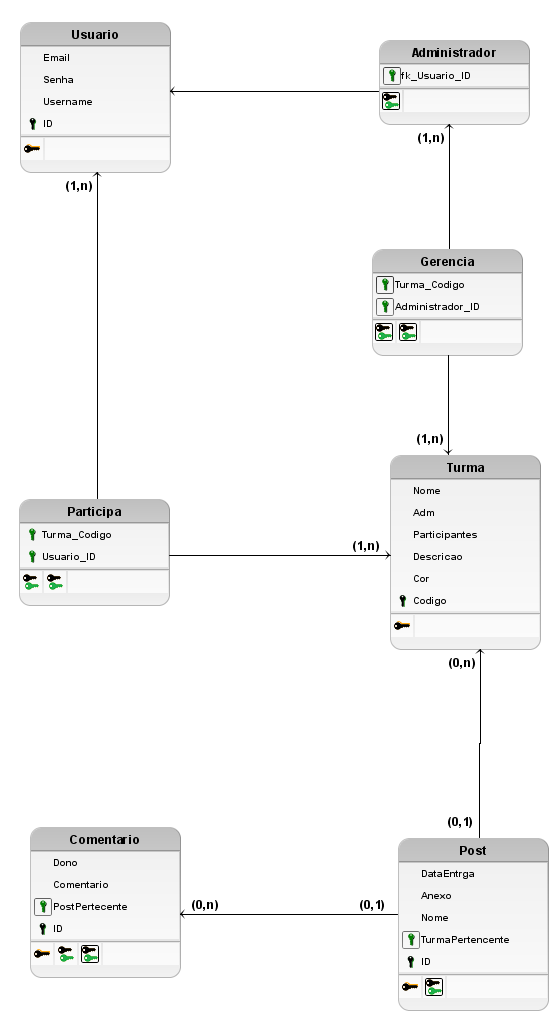 Usuario
Email
Senha
Username
ID
(1,n)
Administrador
fk_Usuario_ID
(1,n)
Gerencia
Turma_Codigo
Administrador_ID
(1,n)
Participa
Turma_Codigo
Usuario_ID
(1,n)
Turma
Nome
Adm
Participantes
Descricao
Cor
Codigo
(0,n)
(0,1)
Comentario
Dono
Comentario
PostPertecente
ID
(0,n)
(0,1)
Post
DataEntrga
Anexo
Nome
TurmaPertencente
ID